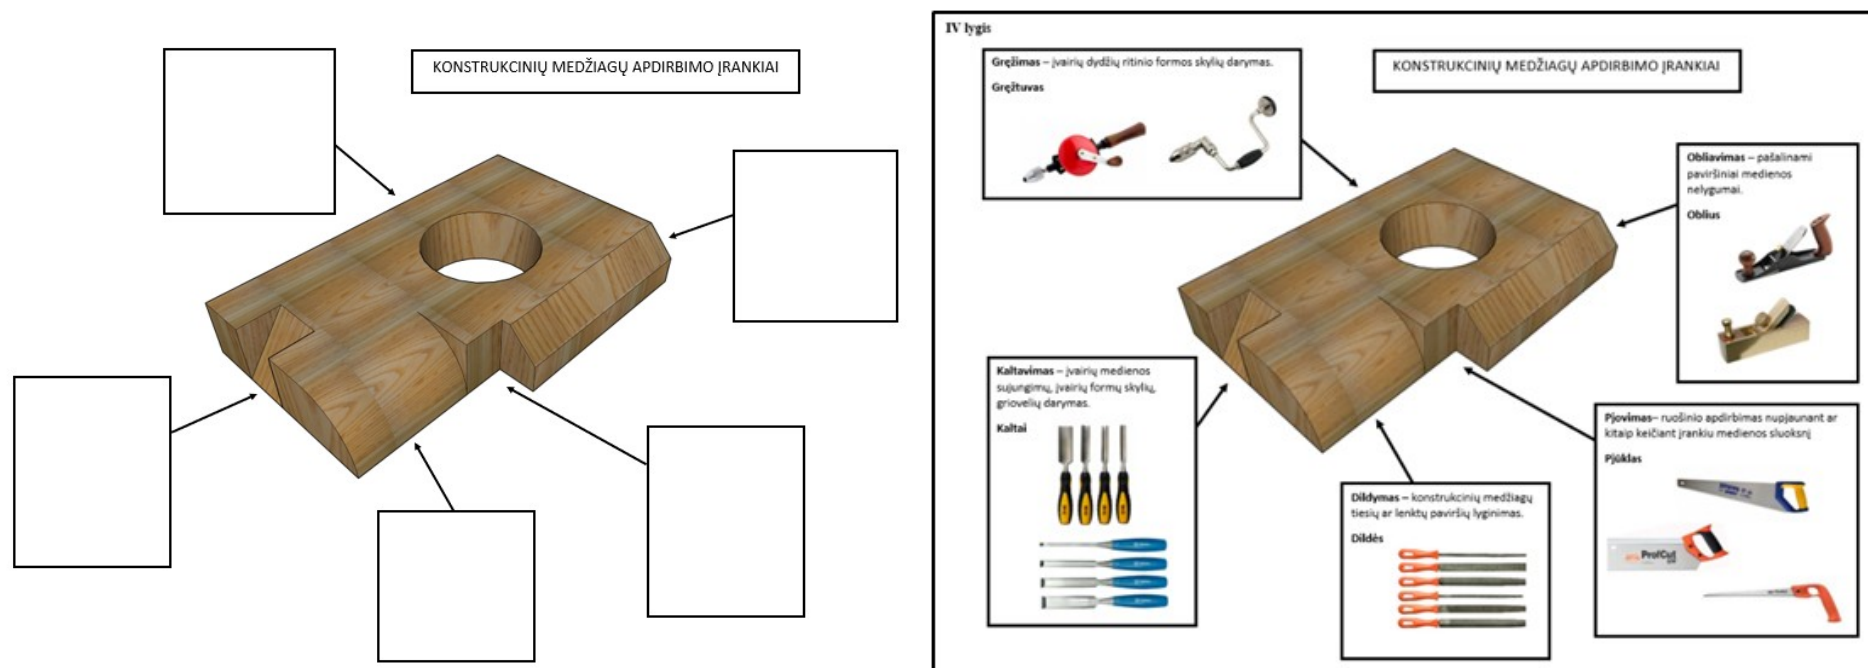 KONSTRUKCINIŲ MEDŽIAGŲ APDIRBIMO ĮRANKIAI
IV lygis
Gręžimas – įvairių dydžių ritinio formos skylių darymas.
Gręžtuvas
KONSTRUKCINIŲ MEDŽIAGŲ APDIRBIMO ĮRANKIAI
Obliavimas – pašalinami
paviršiniai medienos
nelygumai.
Oblius
Kaltavimas – įvairių medienos
sujungimų, įvairių formų skylių,
griovelių darymas.
Kaltai
Dildymas – konstrukcinių medžiagų
tiesių ar lenktų paviršių lyginimas.
Dildės
Pjovimas– ruošinio apdirbimas nupjaunant ar
kitaip keičiant įrankiu medienos sluoksnį
Pjūklas
ProfCut